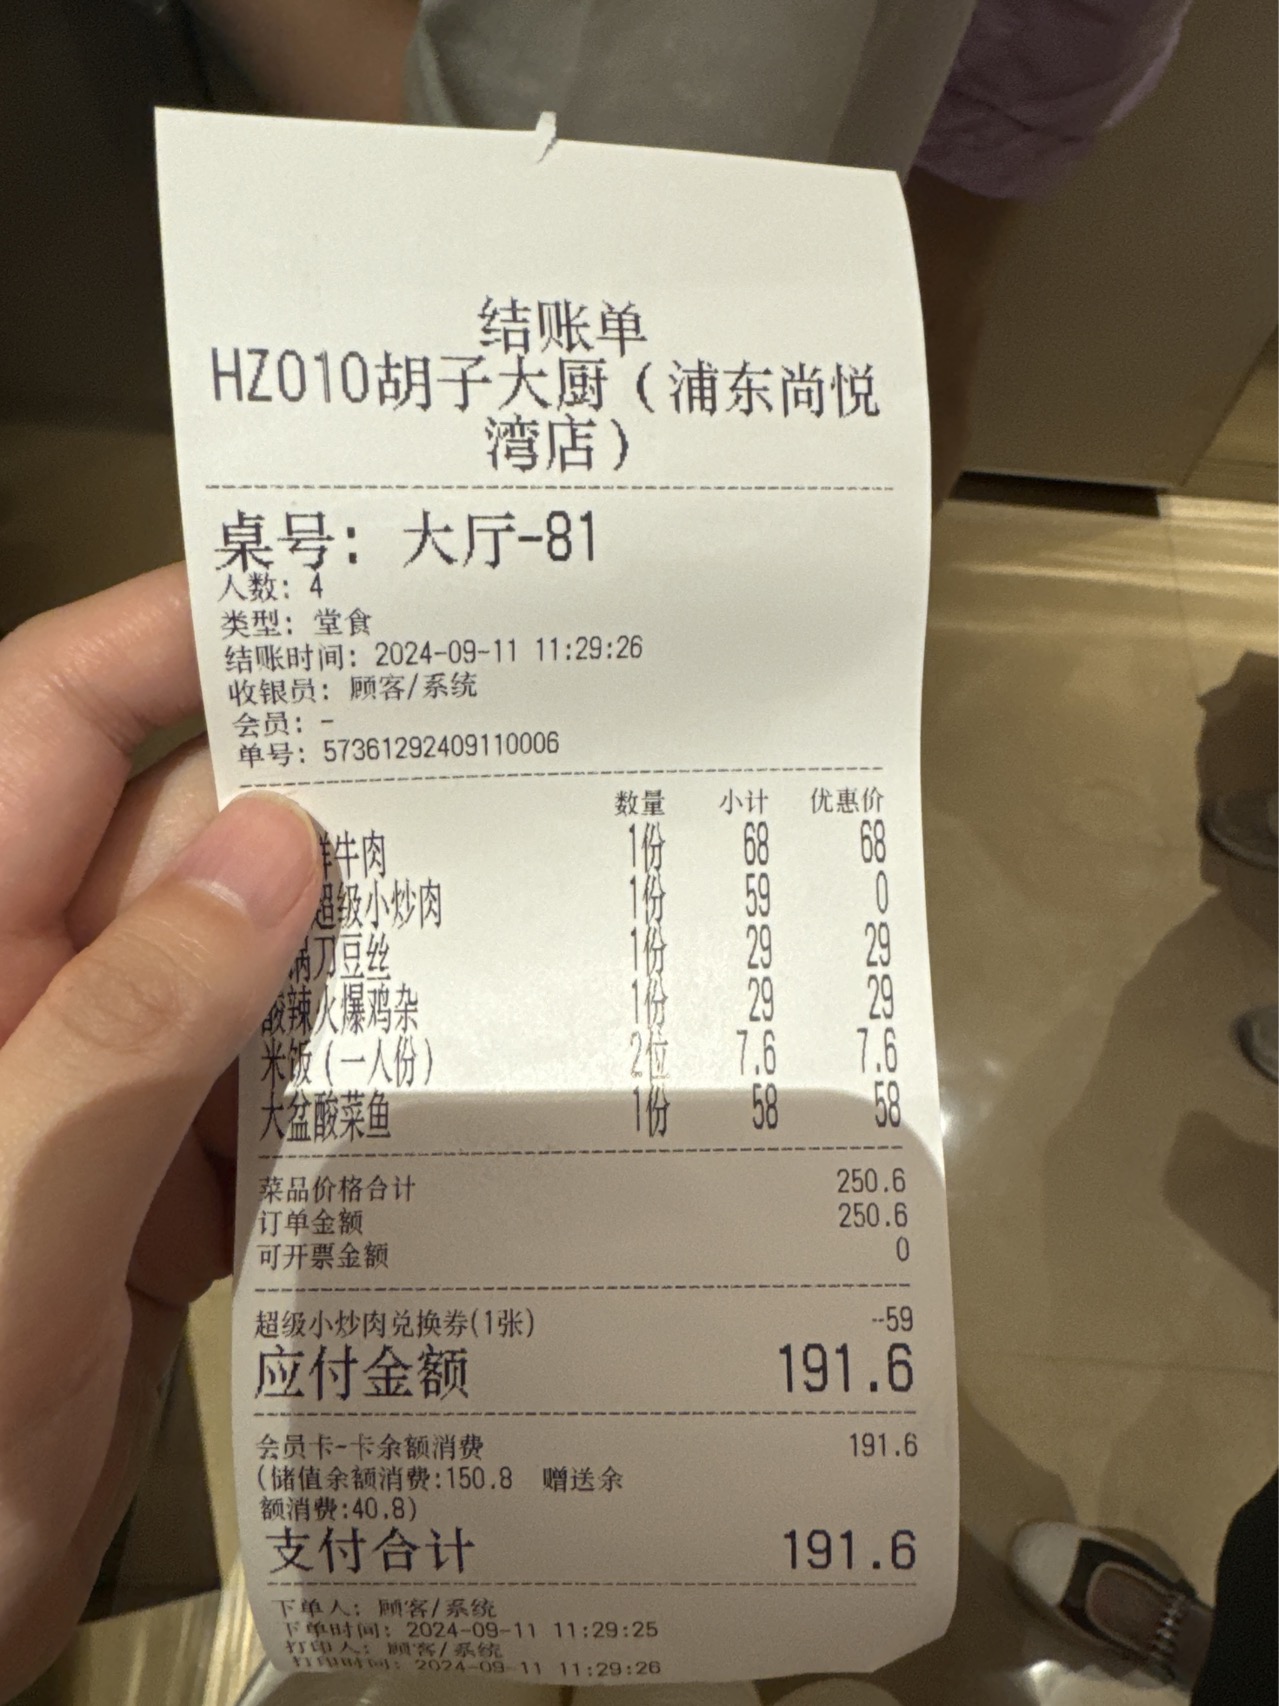 结账单
HZ010胡子大厨(浦东尚悦
湾店)
桌号: 大厅-81
人数: 4
类型: 堂食
结账时间: 2024-09-11 11:29:26
收银员: 顾客/系统
会员: -
单号: 57361292409110006
数量 小计 优惠价
牛肉 1份 68 68
超级小炒肉 1份 59 0
锅刀豆丝 1份 29 29
酸辣火爆鸡杂 1份 29 29
米饭(一人份) 2位 7.6 7.6
大盆酸菜鱼 1份 58 58
菜品价格合计 250.6
订单金额 250.6
可开票金额 0
超级小炒肉兑换券(1张) --59
应付金额 191.6
会员卡-卡余额消费 191.6
(储值余额消费:150.8 赠送余
额消费:40.8)
支付合计 191.6
下单人: 顾客/系统
下单时间: 2024-09-11 11:29:25
打印人: 顾客/系统
打印时间: 2024-09-11 11:29:26